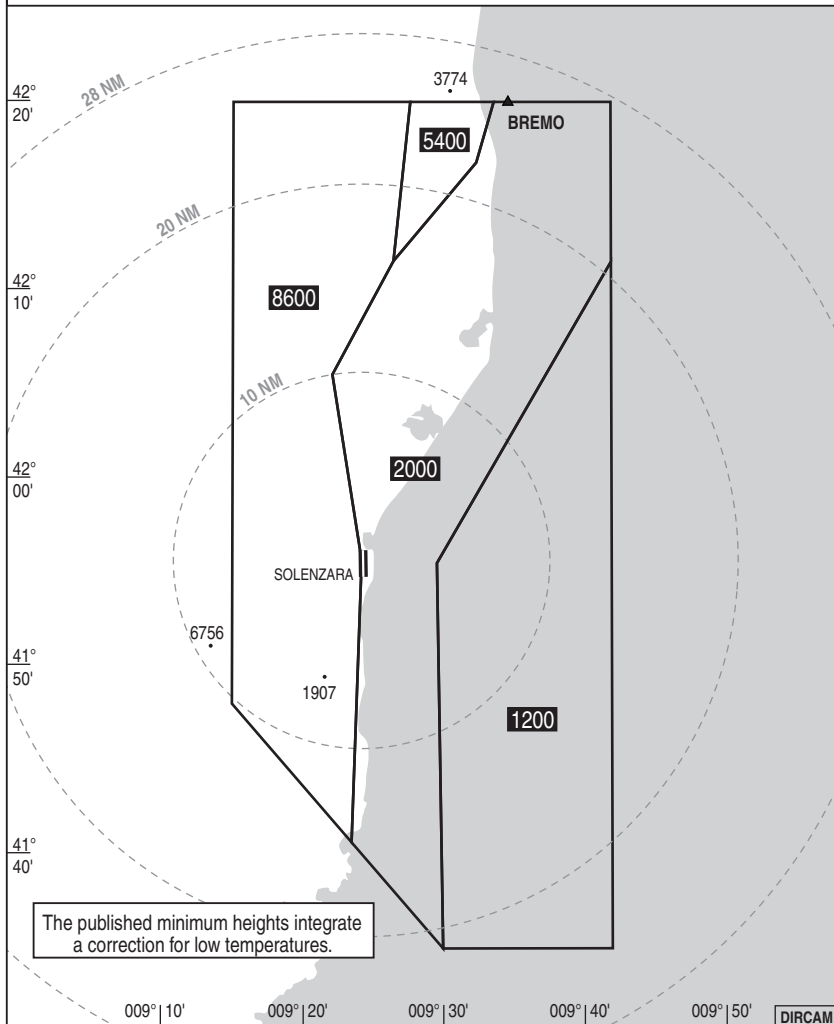 28 NM
3774
42°
20'
BREMO
5400
20 NM
42°
10'
8600
10 NM
42°
00'
2000
SOLENZARA
6756
41°
50'
1907
1200
41°
40'
The published minimum heights integrate
a correction for low temperatures.
009° 10' 009° 20' 009° 30' 009° 40' 009° 50'
DIRCAM